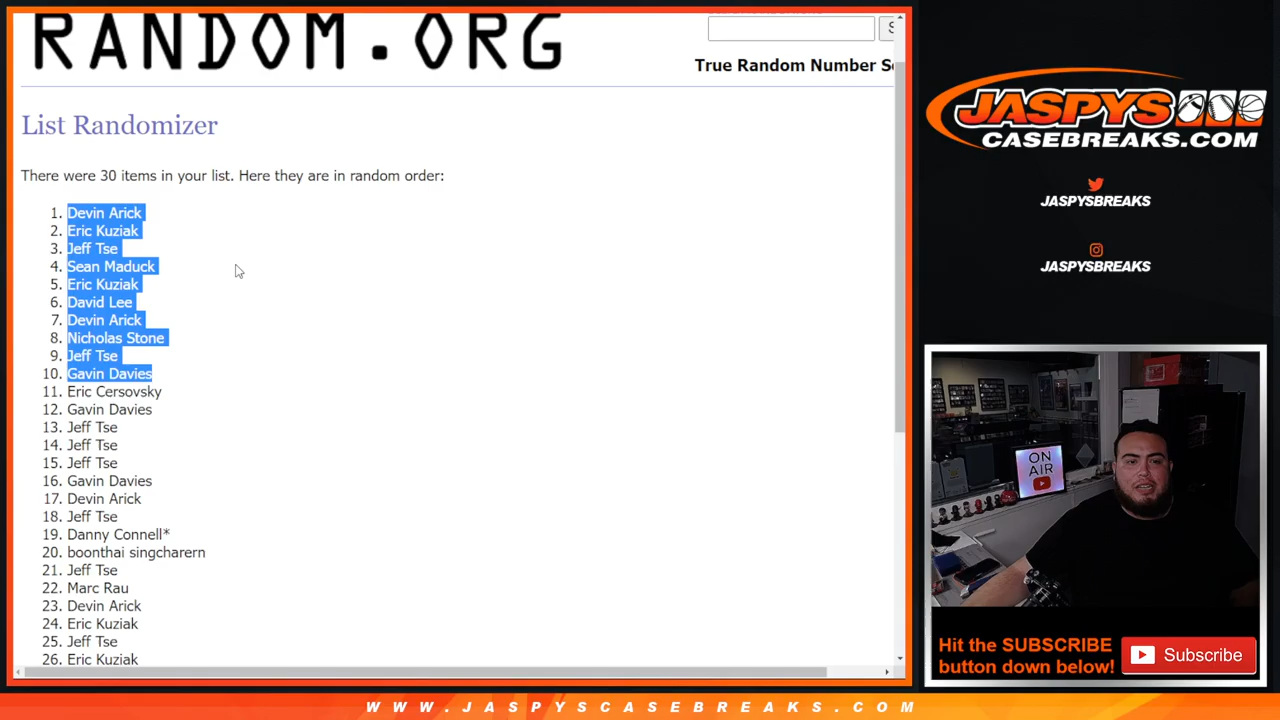 RANDOM.ORG
True Random Number Se
List Randomizer
There were 30 items in your list. Here they are in random order:
1. Devin Arick
2. Eric Kuziak
3. Jeff Tse
4. Sean Maduck
5. Eric Kuziak
6. David Lee
7. Devin Arick
8. Nicholas Stone
9. Jeff Tse
10. Gavin Davies
11. Eric Cersovsky
12. Gavin Davies
13. Jeff Tse
14. Jeff Tse
15. Jeff Tse
16. Gavin Davies
17. Devin Arick
18. Jeff Tse
19. Danny Connell*
20. boonthai singcharern
21. Jeff Tse
22. Marc Rau
23. Devin Arick
24. Eric Kuziak
25. Jeff Tse
26. Eric Kuziak
JASPYS
CASEBREAKS.COM
JASPYSBREAKS
JASPYSBREAKS
ON
AIR
Hit the SUBSCRIBE
button down below!
Subscribe
WWW.JASPYSCASEBREAKS.COM